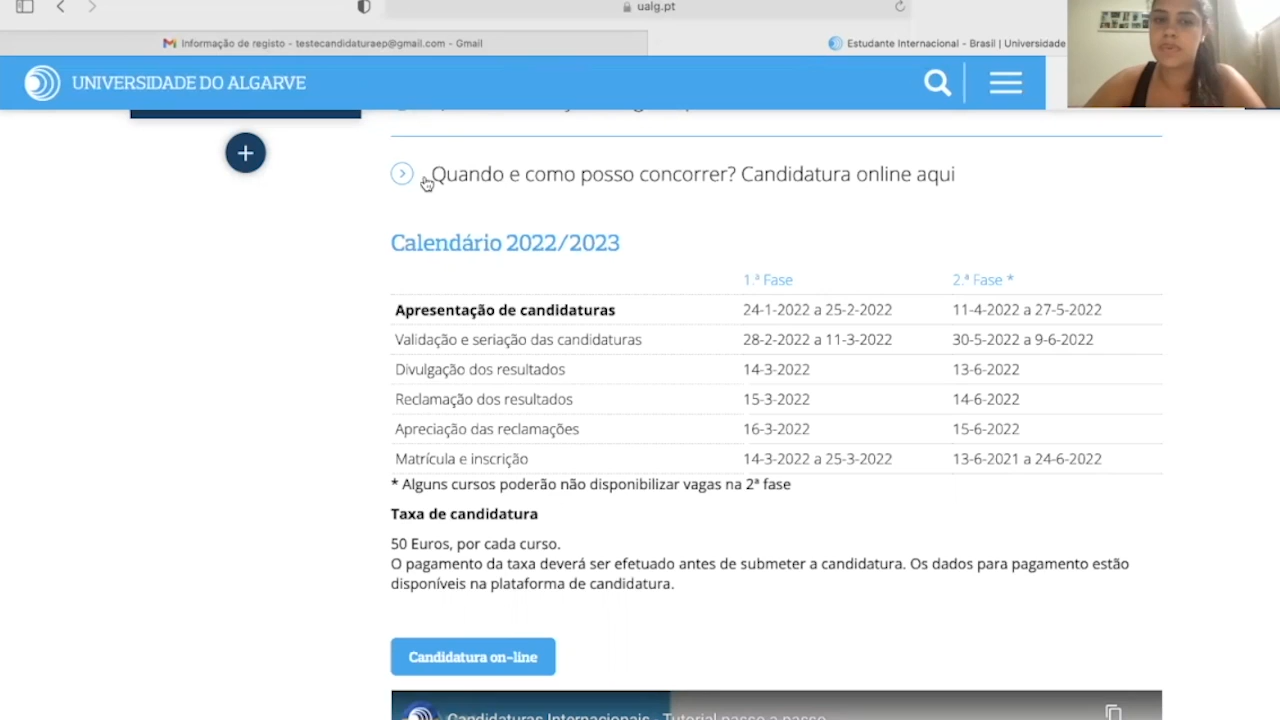 ualg.pt
Informação de registo - testecandidaturaep@gmail.com - Gmail
Estudante Internacional - Brasil | Universidade
UNIVERSIDADE DO ALGARVE
Quando e como posso concorrer? Candidatura online aqui
Calendário 2022/2023
1.ª Fase 2.ª Fase *
Apresentação de candidaturas 24-1-2022 a 25-2-2022 11-4-2022 a 27-5-2022
Validação e seriação das candidaturas 28-2-2022 a 11-3-2022 30-5-2022 a 9-6-2022
Divulgação dos resultados 14-3-2022 13-6-2022
Reclamação dos resultados 15-3-2022 14-6-2022
Apreciação das reclamações 16-3-2022 15-6-2022
Matrícula e inscrição 14-3-2022 a 25-3-2022 13-6-2021 a 24-6-2022
* Alguns cursos poderão não disponibilizar vagas na 2ª fase
Taxa de candidatura
50 Euros, por cada curso.
O pagamento da taxa deverá ser efetuado antes de submeter a candidatura. Os dados para pagamento estão
disponíveis na plataforma de candidatura.
Candidatura on-line
Candidaturas Internacionais - Tutorial passo a passo